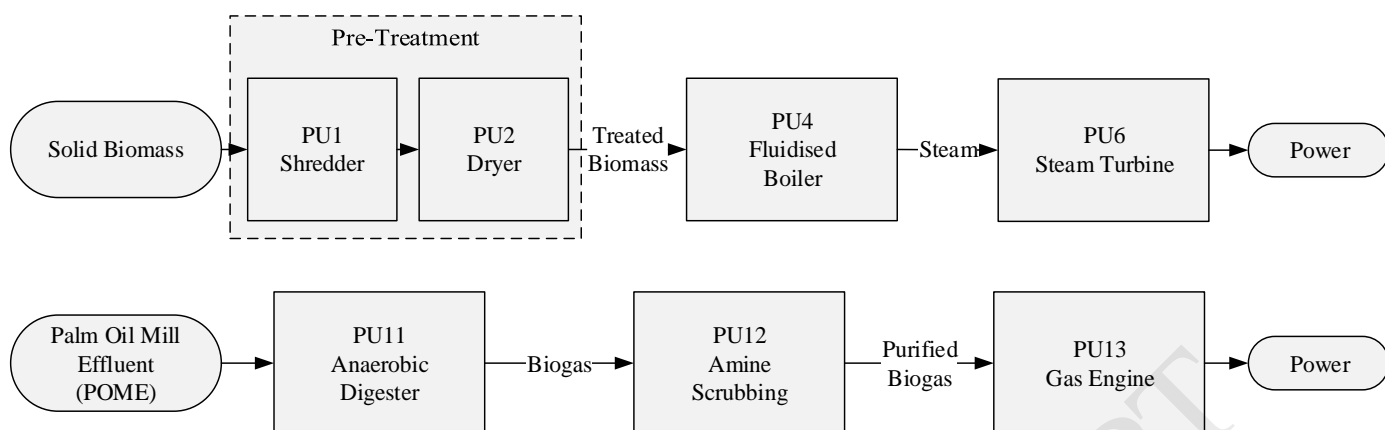 Pre-Treatment
Solid Biomass
PU1
Shredder
PU2
Dryer
Treated
Biomass
PU4
Fluidised
Boiler
Steam
PU6
Steam Turbine
Power
Palm Oil Mill
Effluent
(POME)
PU11
Anaerobic
Digester
Biogas
PU12
Amine
Scrubbing
Purified
Biogas
PU13
Gas Engine
Power